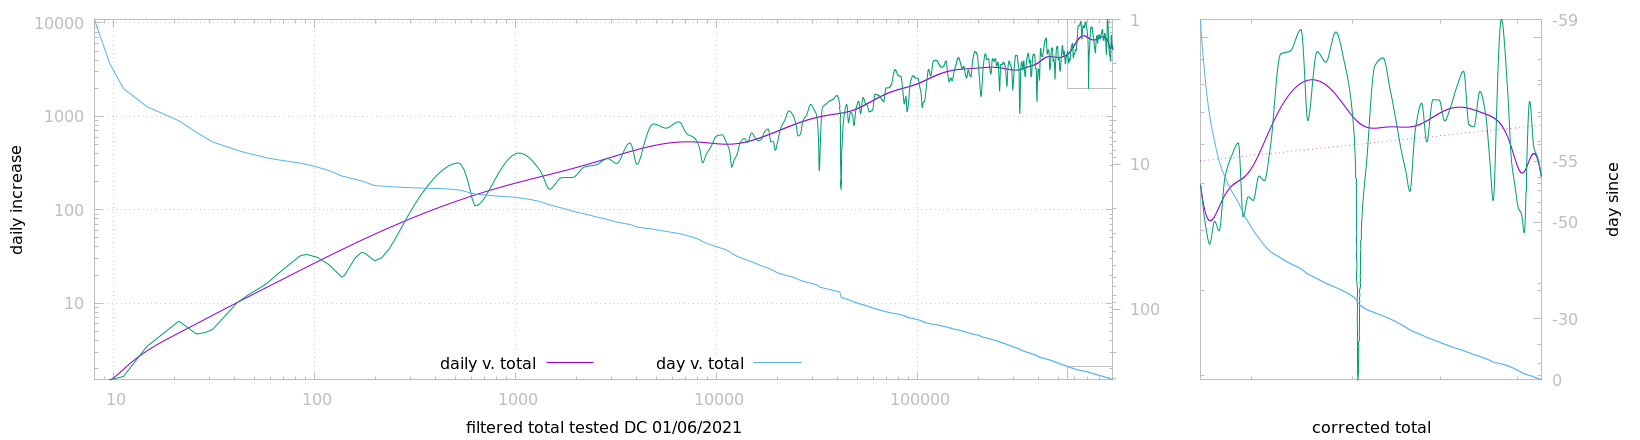 10000
1000
100
10
daily increase
daily v. total
day v. total
10
100
1000
10000
100000
filtered total tested DC 01/06/2021
1
10
100
-59
-55
-50
-30
0
day since
corrected total